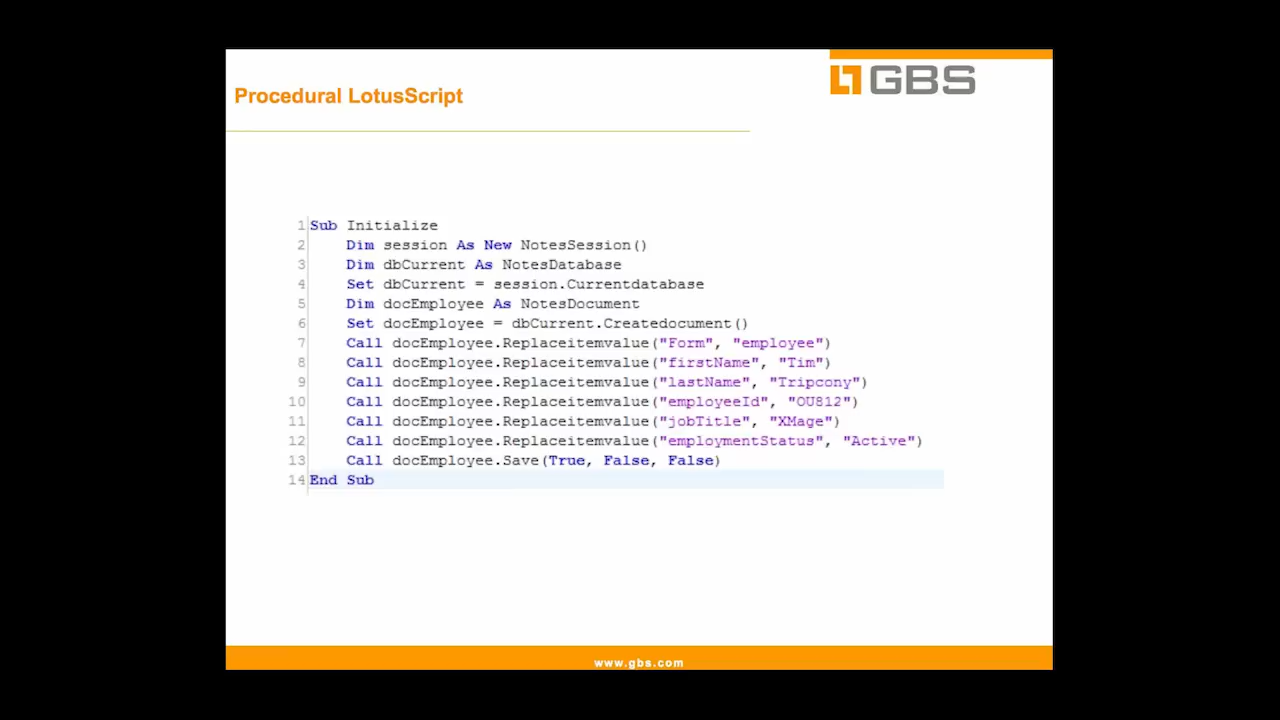 GBS
Procedural LotusScript
1 Sub Initialize
2 Dim session As New NotesSession()
3 Dim dbCurrent As NotesDatabase
4 Set dbCurrent = session.Currentdatabase
5 Dim docEmployee As NotesDocument
6 Set docEmployee = dbCurrent.Createdocument()
7 Call docEmployee.Replaceitemvalue("Form", "employee")
8 Call docEmployee.Replaceitemvalue("firstName", "Tim")
9 Call docEmployee.Replaceitemvalue("lastName", "Tripcony")
10 Call docEmployee.Replaceitemvalue("employeeId", "OU812")
11 Call docEmployee.Replaceitemvalue("jobTitle", "XMage")
12 Call docEmployee.Replaceitemvalue("employmentStatus", "Active")
13 Call docEmployee.Save(True, False, False)
14 End Sub
www.gbs.com